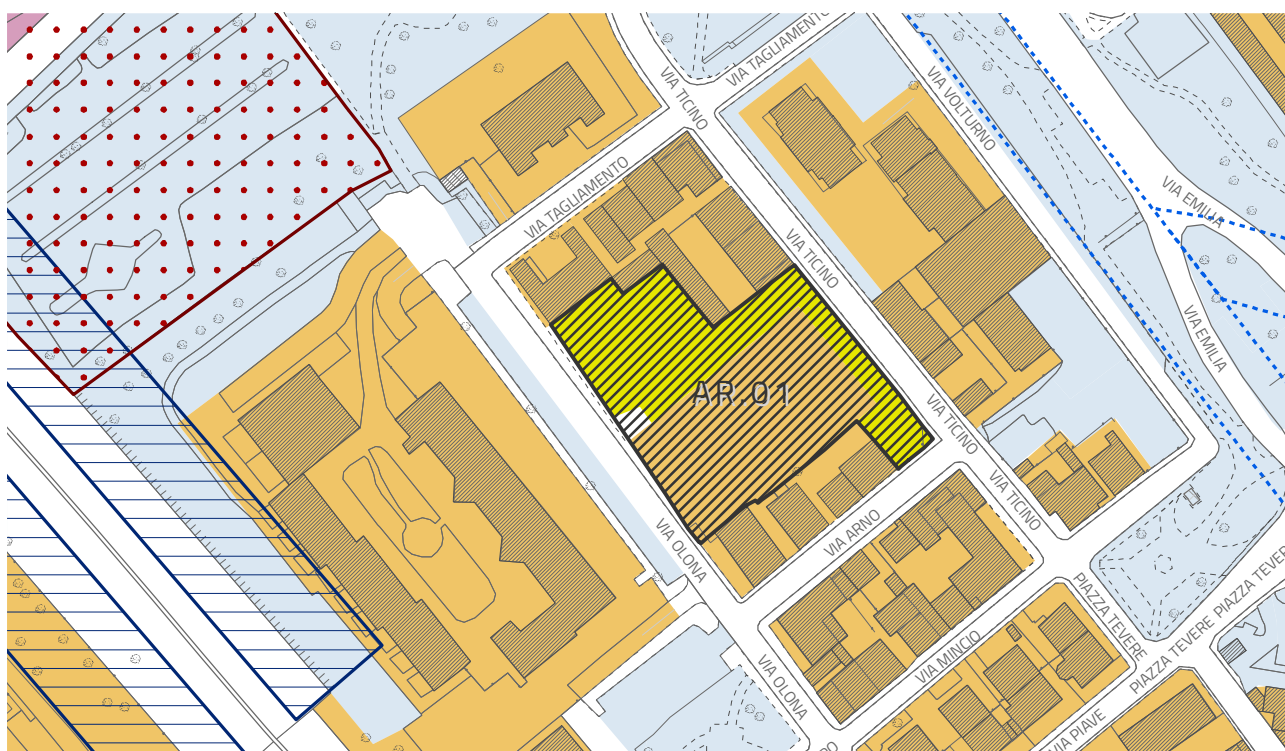 VIA TAGLIAMENTO
VIA TICINO
VIA VOLTURNO
VIA TAGLIAMENTO
VIA EMILIA
VIA TICINO
VIA EMILIA
AR.01
VIA TICINO
VIA TICINO
VIA ARNO
VIA OLONA
PIAZZA TEVERE
PIAZZA TEVERE
PIAZZA TEVERE
VIA MINCIO
VIA OLONA
VIA PIAVE
DO